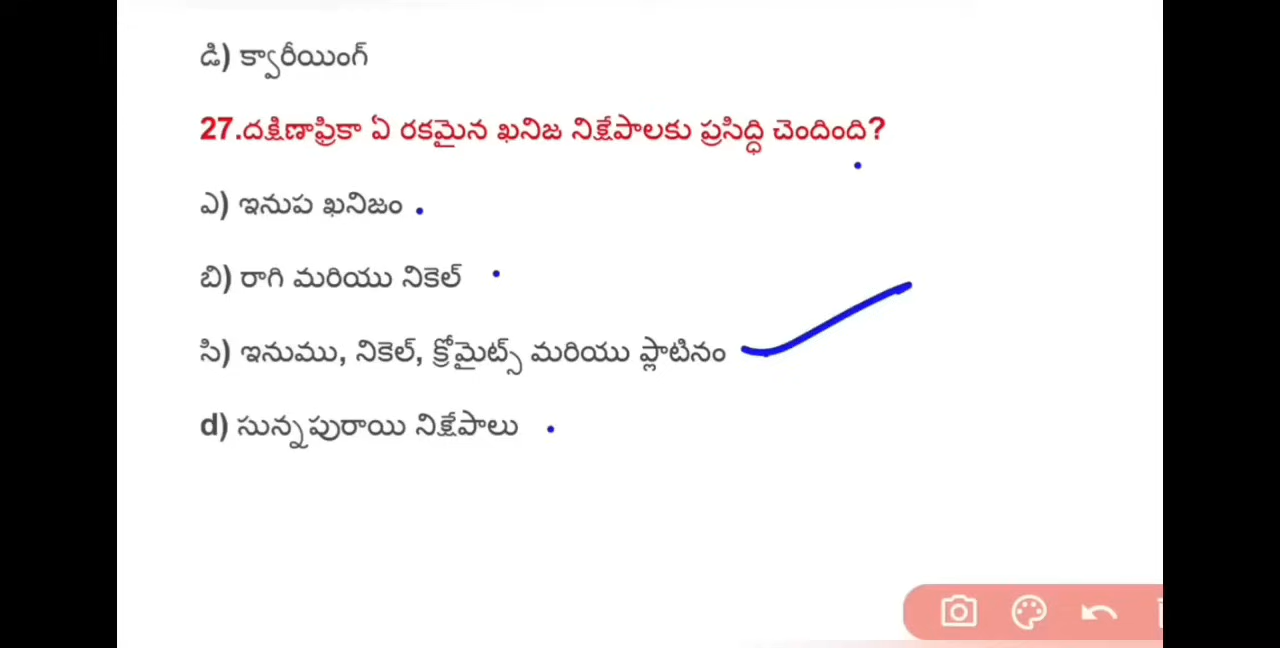 డి) క్వారీయింగ్
27.దక్షిణాఫ్రికా ఏ రకమైన ఖనిజ నిక్షేపాలకు ప్రసిద్ధి చెందింది?
ఎ) ఇనుప ఖనిజం
బి) రాగి మరియు నికెల్
సి) ఇనుము, నికెల్, క్రోమైట్స్ మరియు ప్లాటినం
d) సున్నపురాయి నిక్షేపాలు